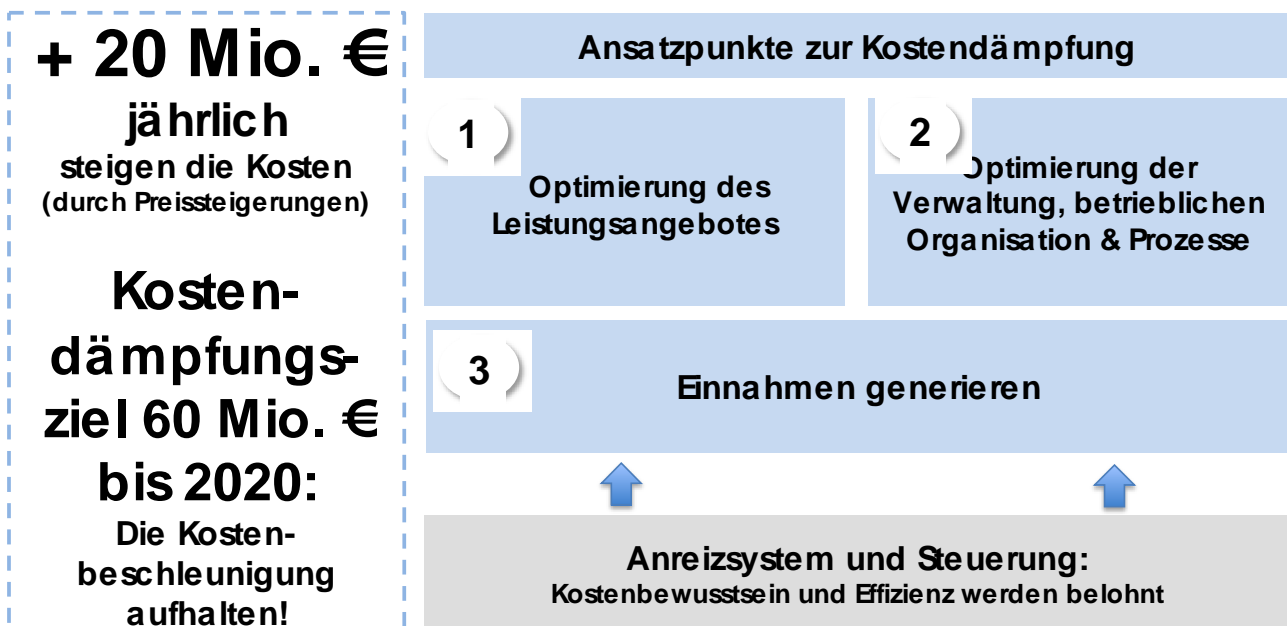 + 20 Mio. €
jährlich
steigen die Kosten
(durch Preissteigerungen)
Kosten-
dämpfungs-
ziel 60 Mio. €
bis 2020:
Die Kosten-
beschleunigung
aufhalten!
Ansatzpunkte zur Kostendämpfung
1
Optimierung des
Leistungsangebotes
2
Optimierung der
Verwaltung, betrieblichen
Organisation & Prozesse
3
Einnahmen generieren
Anreizsystem und Steuerung:
Kostenbewusstsein und Effizienz werden belohnt